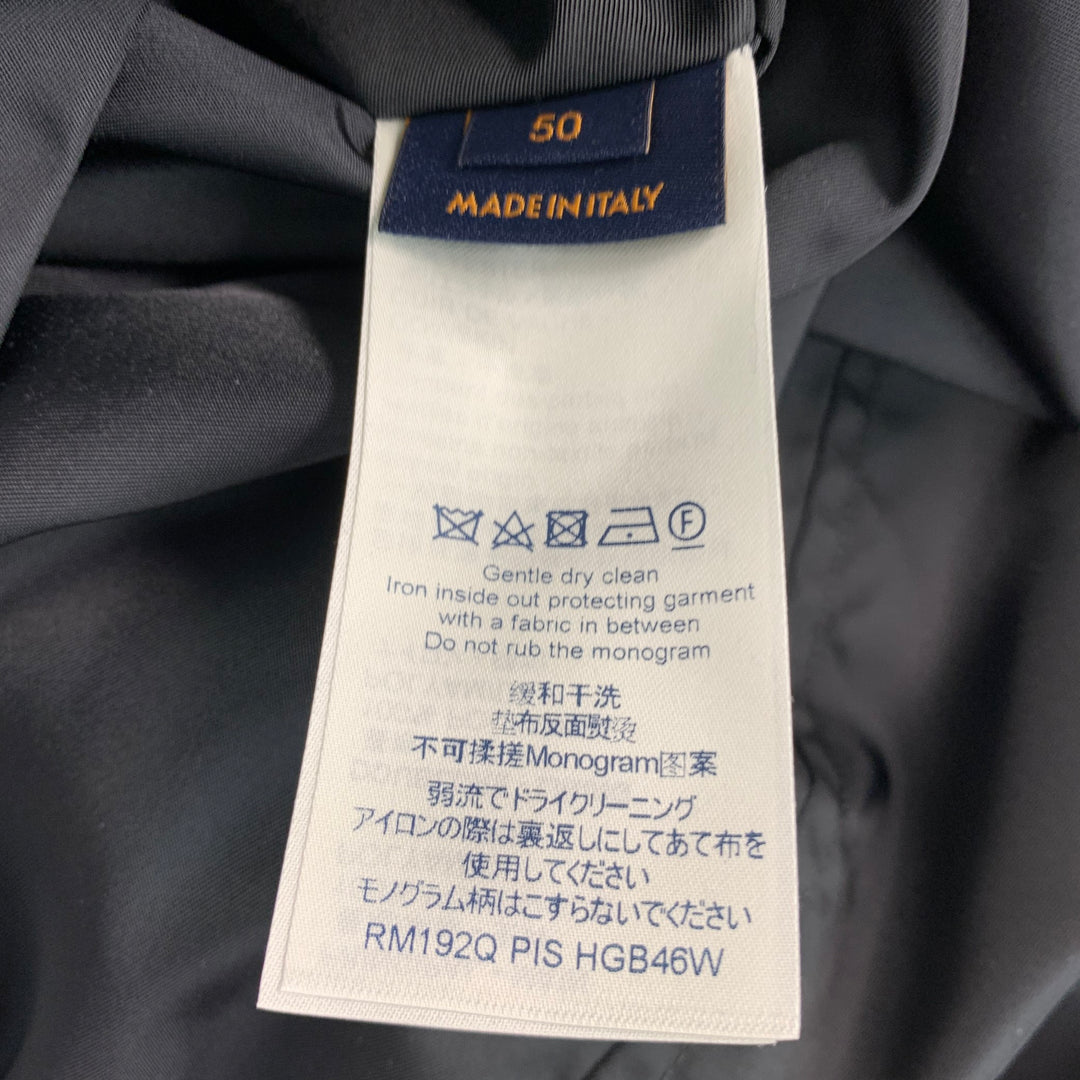 50
MADE IN ITALY
F
Gentle dry clean
Iron inside out protecting garment
with a fabric in between
Do not rub the monogram
缓和干洗
垫布反面熨烫
不可揉搓Monogram图案
弱流でドライクリーニング
アイロンの際は裏返しにしてあて布を
使用してください
モノグラム柄はこすらないでください
RM192Q PIS HGB46W